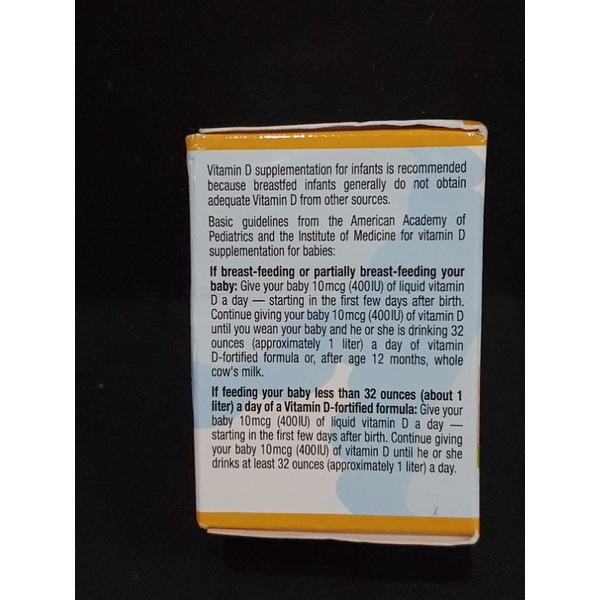 Vitamin D supplementation for infants is recommended
because breastfed infants generally do not obtain
adequate Vitamin D from other sources.
Basic guidelines from the American Academy of
Pediatrics and the Institute of Medicine for vitamin D
supplementation for babies:
If breast-feeding or partially breast-feeding your
baby: Give your baby 10mcg (400IU) of liquid vitamin
D a day — starting in the first few days after birth.
Continue giving your baby 10mcg (400IU) of vitamin D
until you wean your baby and he or she is drinking 32
ounces (approximately 1 liter) a day of vitamin
D-fortified formula or, after age 12 months, whole
cow's milk.
If feeding your baby less than 32 ounces (about 1
liter) a day of a Vitamin D-fortified formula: Give your
baby 10mcg (400IU) of liquid vitamin D a day —
starting in the first few days after birth. Continue giving
your baby 10mcg (400IU) of vitamin D until he or she
drinks at least 32 ounces (approximately 1 liter) a day.